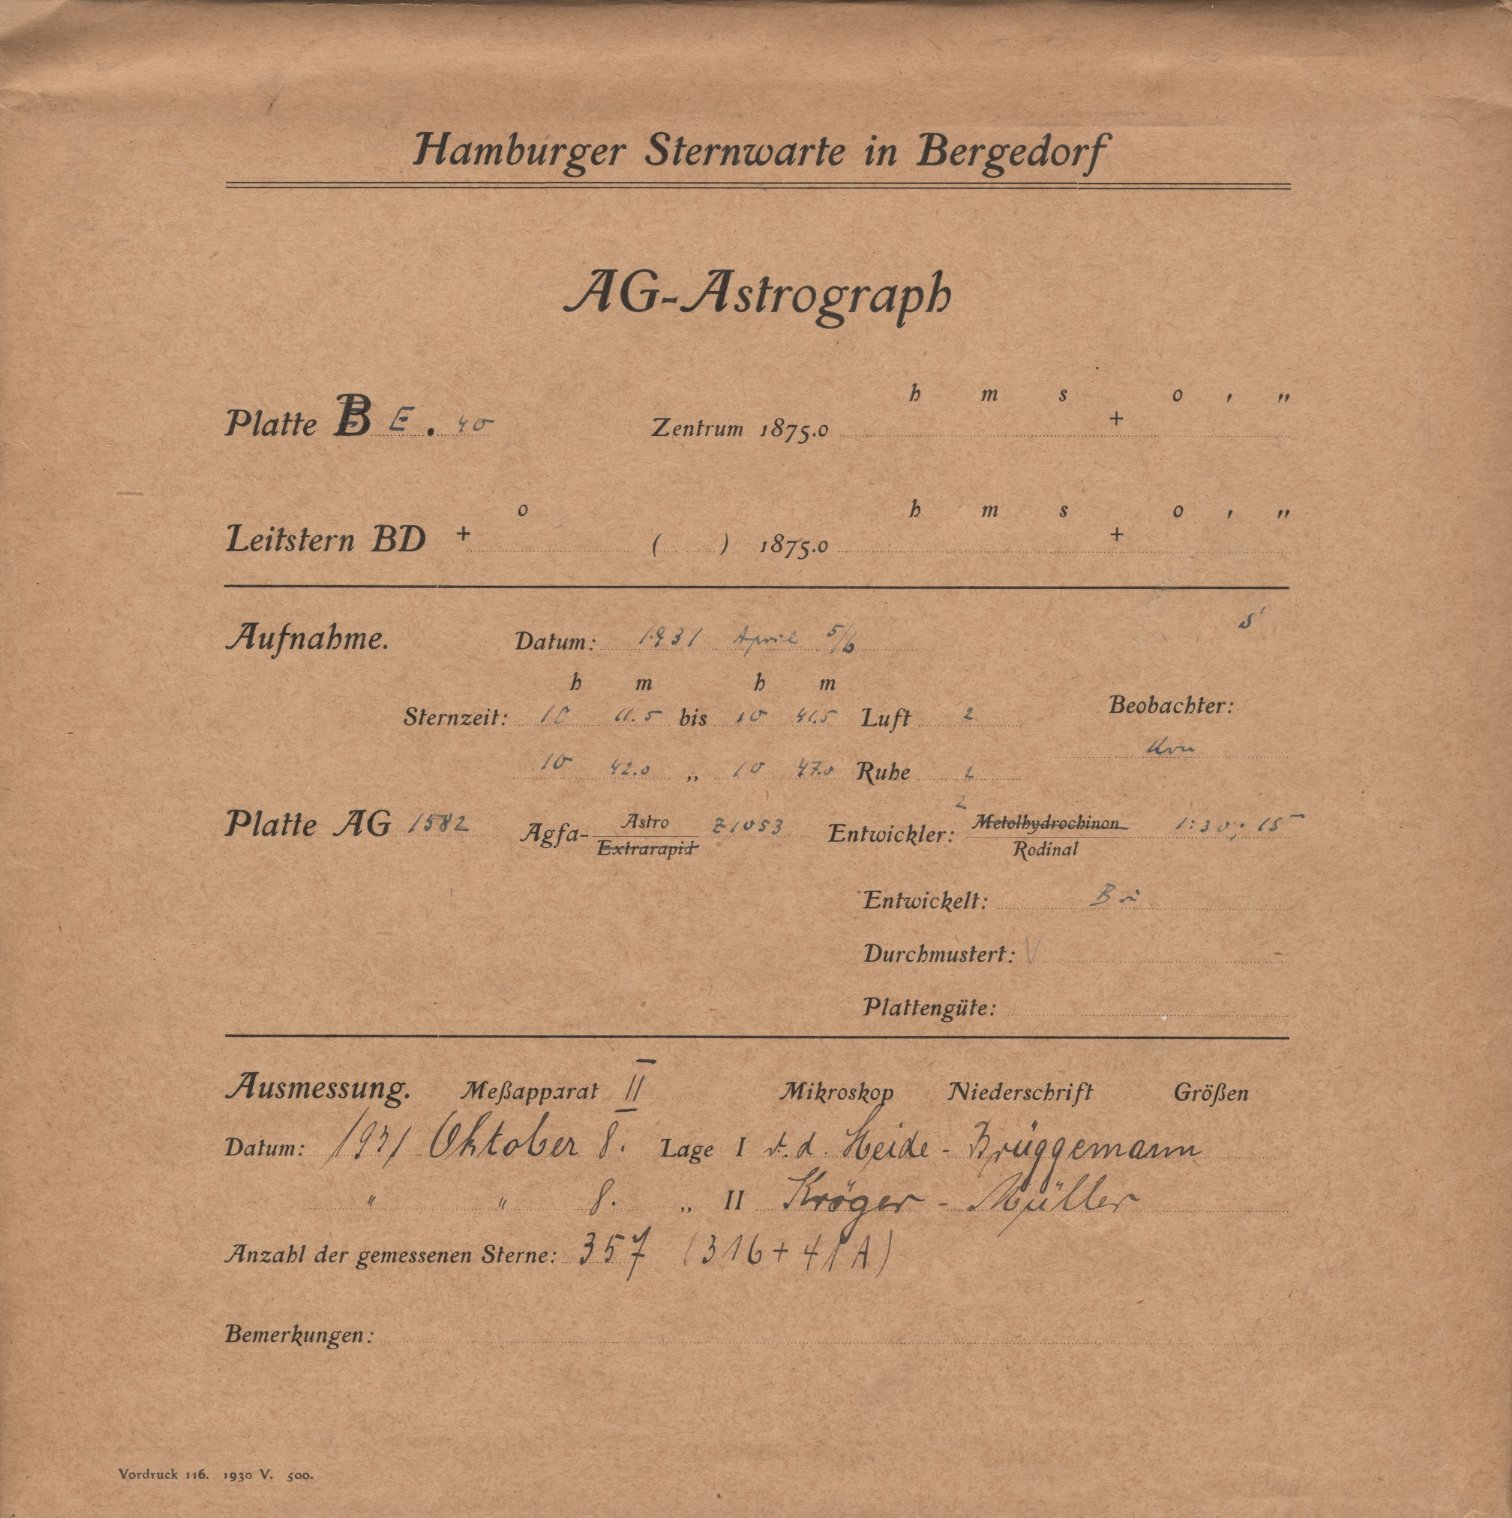 Hamburger Sternwarte in Bergedorf
AG-Astrograph
h m s o ′ ″
Platte B E . 40 Zentrum 1875.0 +
o h m s o ′ ″
Leitstern BD + ( ) 1875.0 +
Aufnahme. Datum: 1931 April 5/6 S
h m h m
Sternzeit: 10 11.5 bis 10 41.5 Luft 2 Beobachter:
10 42.0 „ 10 47.0 Ruhe 2
Platte AG 1582 Agfa- Astro Extrarapid Z1053 Entwickler: 2 Metolhydrochinon Rodinal 1:30; 15
Entwickelt:
Durchmustert: V
Plattengüte:
Ausmessung. Meßapparat II Mikroskop Niederschrift Größen
Datum: 1931 Oktober 8. Lage I v. d. Heide - Brüggemann
" " 8. „ II Kröger - Müller
Anzahl der gemessenen Sterne: 357 (316 + 41 A)
Bemerkungen:
Vordruck 116. 1930 V. 500.